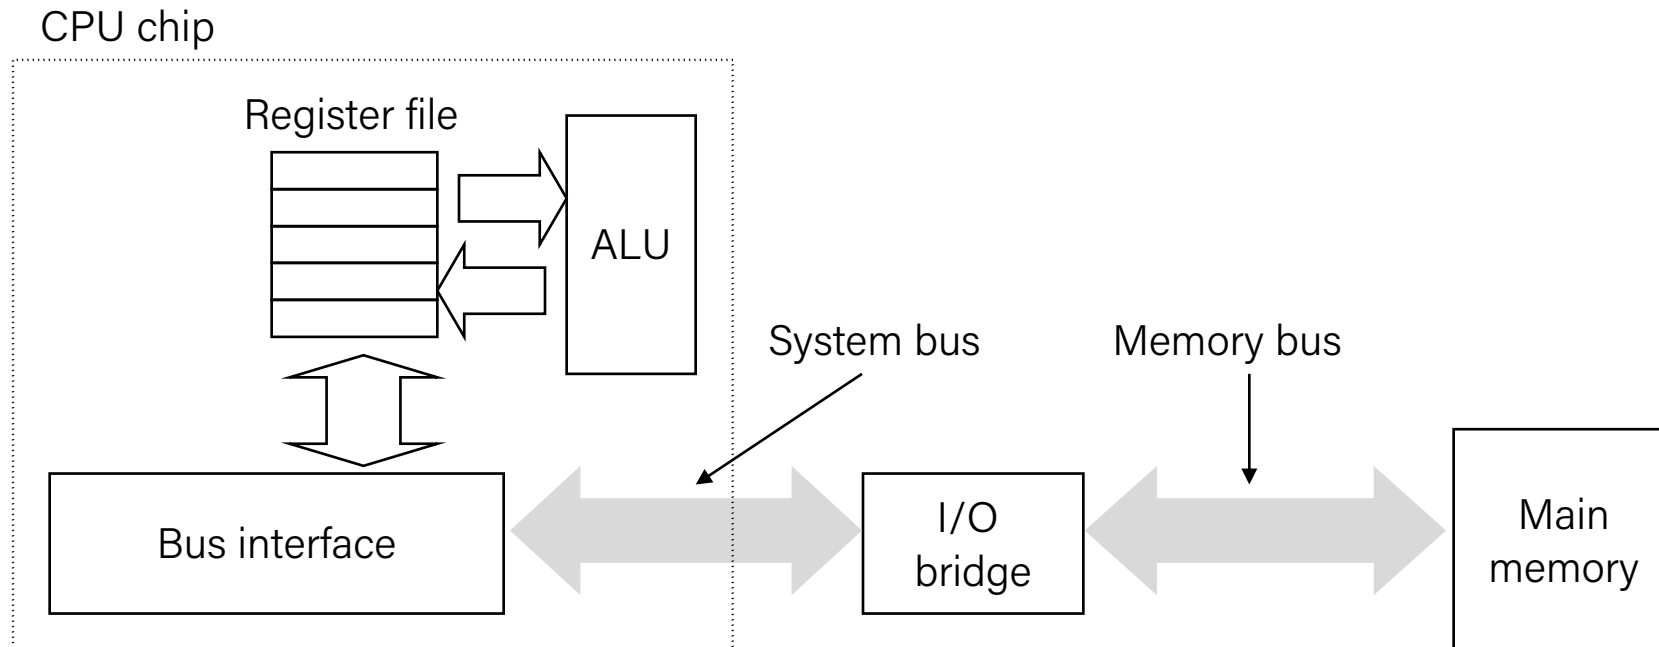 CPU chip
Register file
ALU
System bus
Memory bus
Bus interface
I/O
bridge
Main
memory